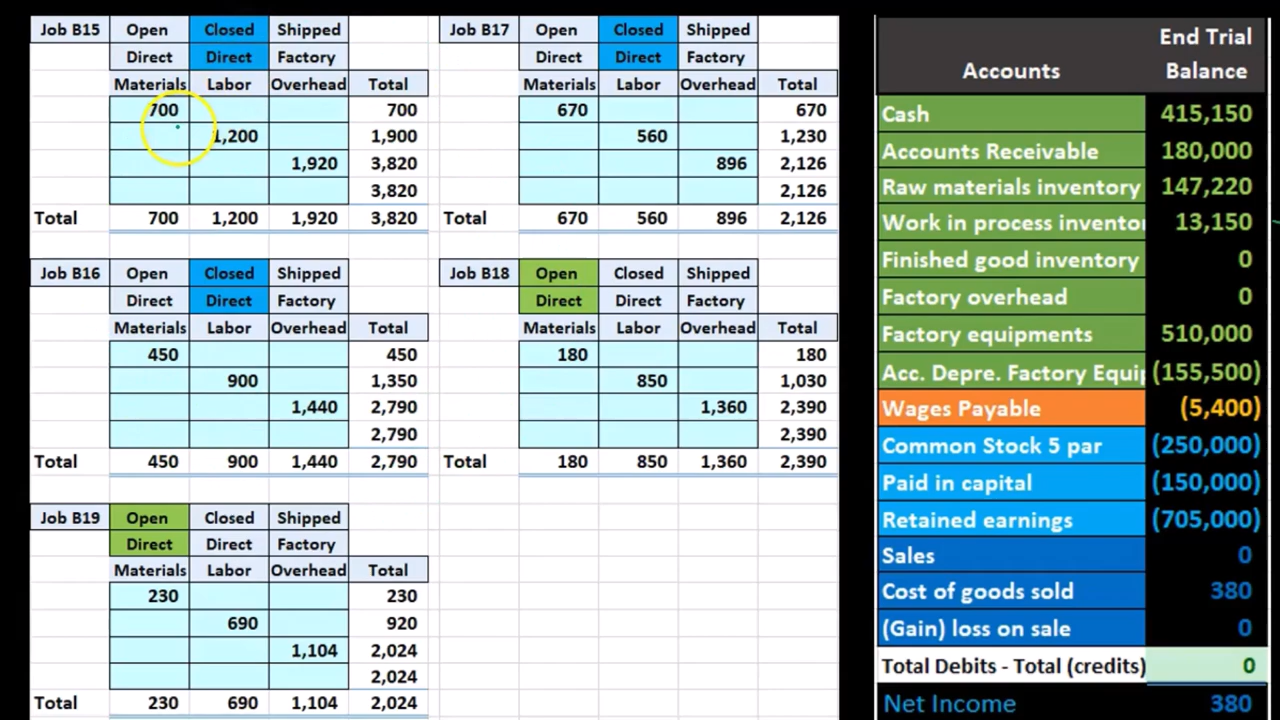 Job B15 Open Closed Shipped
Direct Direct Factory
Materials Labor Overhead Total
700 700
1,200 1,900
1,920 3,820
3,820
Total 700 1,200 1,920 3,820
Job B17 Open Closed Shipped
Direct Direct Factory
Materials Labor Overhead Total
670 670
560 1,230
896 2,126
2,126
Total 670 560 896 2,126
Job B16 Open Closed Shipped
Direct Direct Factory
Materials Labor Overhead Total
450 450
900 1,350
1,440 2,790
2,790
Total 450 900 1,440 2,790
Job B18 Open Closed Shipped
Direct Direct Factory
Materials Labor Overhead Total
180 180
850 1,030
1,360 2,390
2,390
Total 180 850 1,360 2,390
Job B19 Open Closed Shipped
Direct Direct Factory
Materials Labor Overhead Total
230 230
690 920
1,104 2,024
2,024
Total 230 690 1,104 2,024
End Trial
Accounts Balance
Cash 415,150
Accounts Receivable 180,000
Raw materials inventory 147,220
Work in process invento 13,150
Finished good inventory 0
Factory overhead 0
Factory equipments 510,000
Acc. Depre. Factory Equi (155,500)
Wages Payable (5,400)
Common Stock 5 par (250,000)
Paid in capital (150,000)
Retained earnings (705,000)
Sales 0
Cost of goods sold 380
(Gain) loss on sale 0
Total Debits - Total (credits) 0
Net Income 380